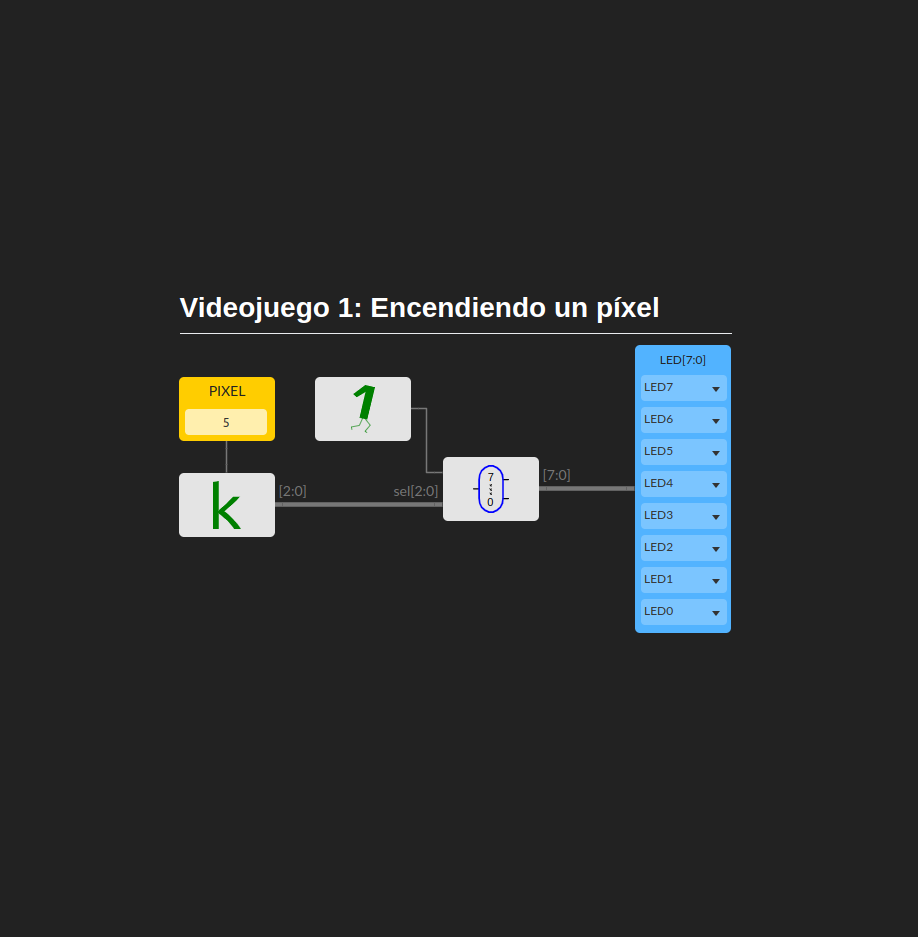 Videojuego 1: Encendiendo un píxel
LED[7:0]
PIXEL
5
1
LED7
LED6
LED5
LED4
LED3
LED2
LED1
LED0
k
[2:0]
sel[2:0]
7
0
[7:0]